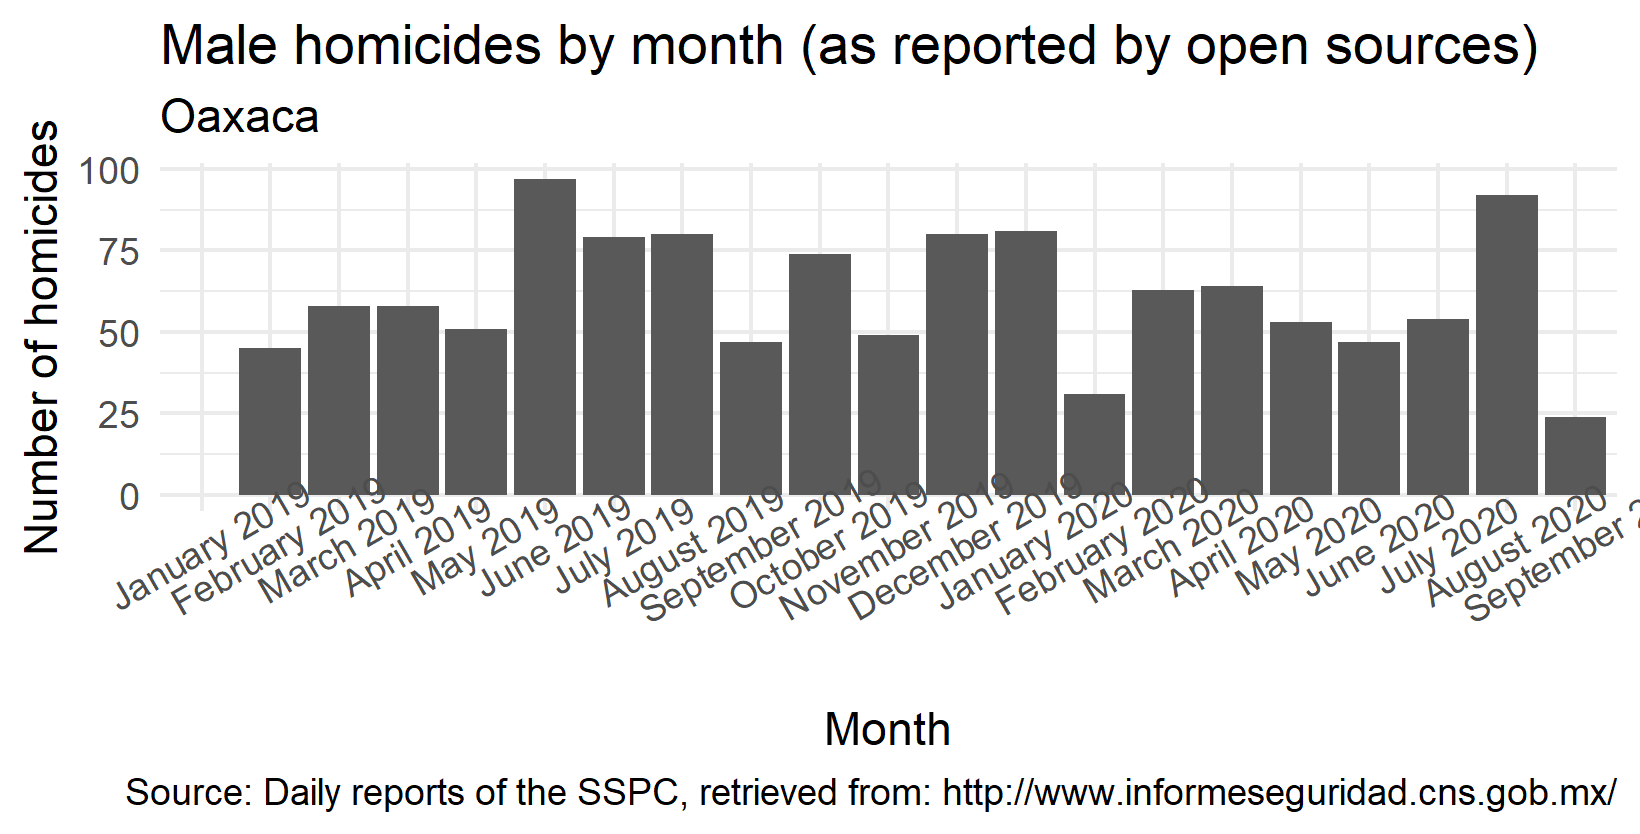 Male homicides by month (as reported by open sources)
Oaxaca
Number of homicides
100
75
50
25
0
January 2019
February 2019
March 2019
April 2019
May 2019
June 2019
July 2019
August 2019
September 2019
October 2019
November 2019
December 2019
January 2020
February 2020
March 2020
April 2020
May 2020
June 2020
July 2020
August 2020
September 2
Month
Source: Daily reports of the SSPC, retrieved from: http://www.informeseguridad.cns.gob.mx/